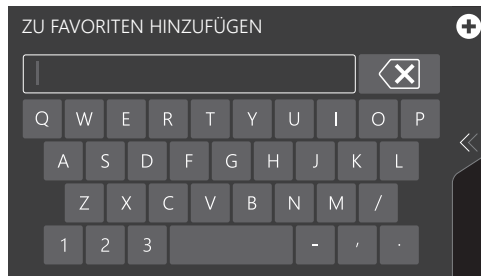 ZU FAVORITEN HINZUFÜGEN
Q W E R T Y U I O P
A S D F G H J K L
Z X C V B N M /
1 2 3 - , .